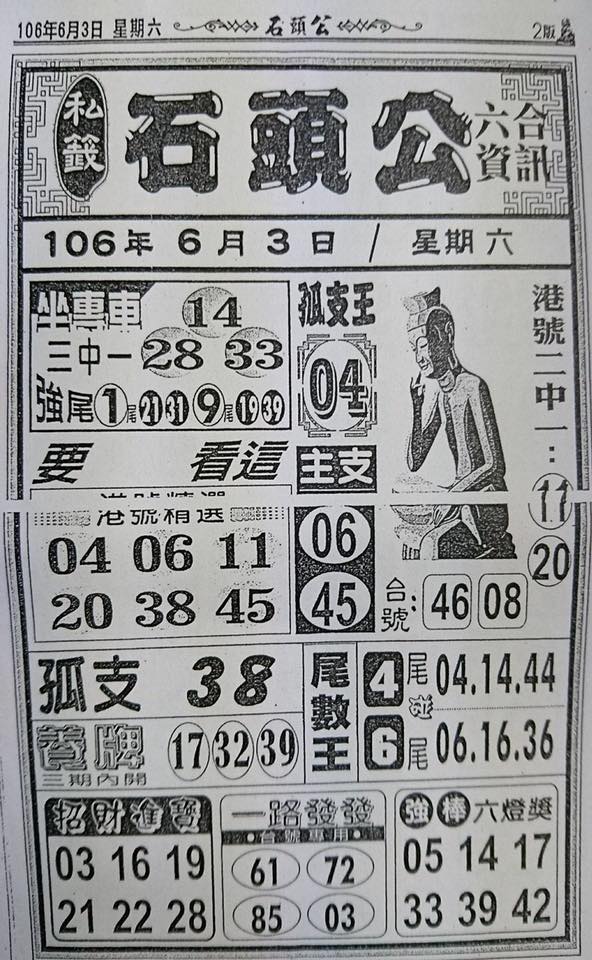 106年6月3日 星期六
石頭公
2版
私籤
石頭公
六合
資訊
106年 6月3日 / 星期六
坐專車
14
三中一 28 33
強尾 1尾 21 31 9尾 19 39
要 看這
孤支王
04
主支
06
45
港號二中一:
11
20
台號: 46 08
港號精選
04 06 11
20 38 45
孤支 38
養牌
三期內開
17 32 39
尾數王
4尾 04.14.44
碰
6尾 06.16.36
招財進寶
03 16 19
21 22 28
一路發發
61 72
85 03
強棒六燈獎
05 14 17
33 39 42